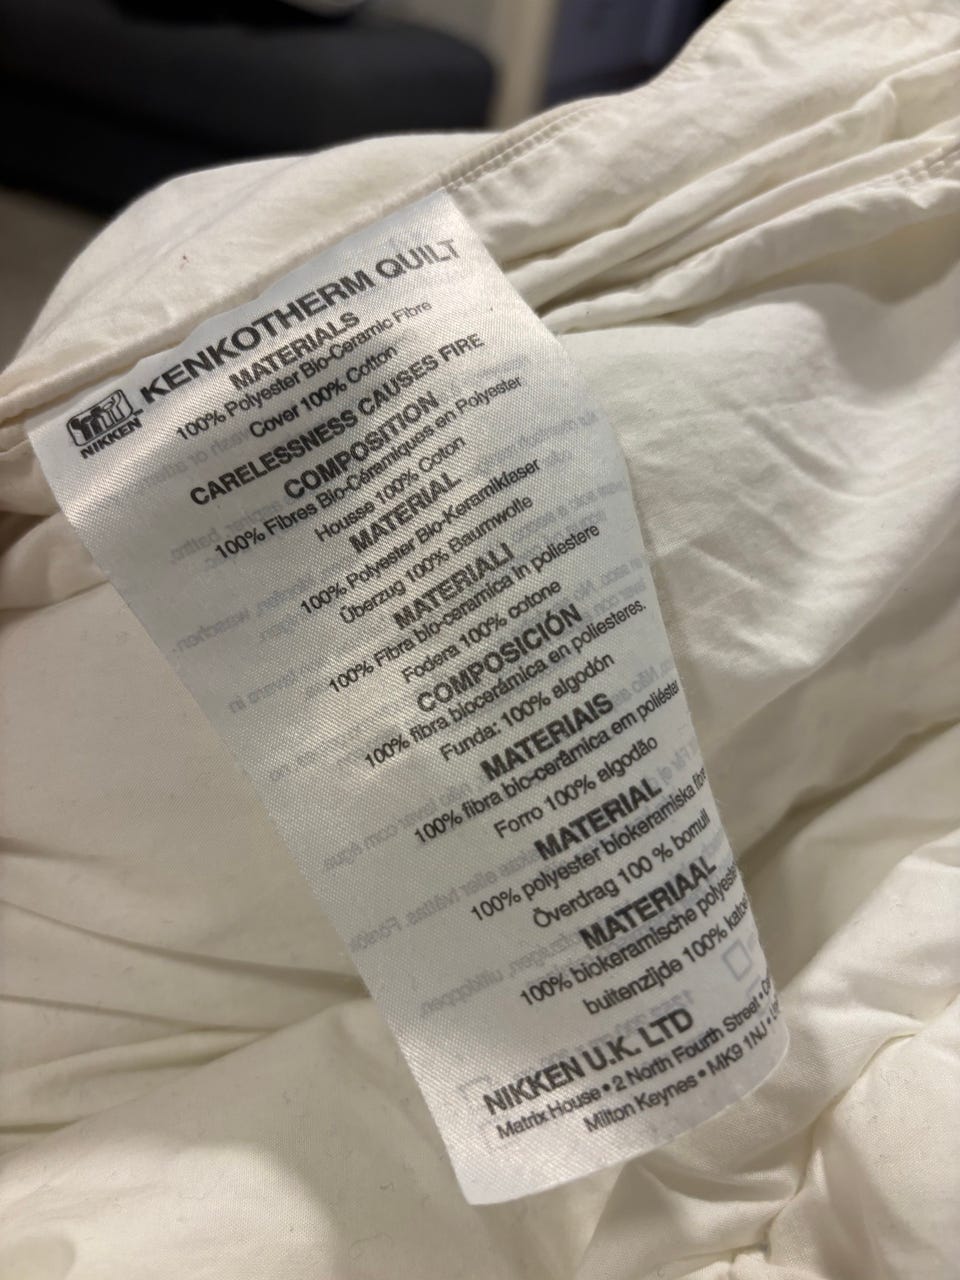 NIKKEN
KENKOTHERM QUILT
MATERIALS
100% Polyester Bio-Ceramic Fibre
Cover 100% Cotton
CARELESSNESS CAUSES FIRE
COMPOSITION
100% Fibres Bio-Céramiques en Polyester
Housse 100% Coton
MATERIAL
100% Polyester Bio-Keramikfaser
Überzug 100% Baumwolle
MATERIALI
100% Fibra bio-ceramica in poliestere
Fodera 100% cotone
COMPOSICIÓN
100% fibra biocerámica en poliesteres.
Funda: 100% algodón
MATERIAIS
100% fibra bio-cerâmica em poliéster
Forro 100% algodão
MATERIAL
100% polyester biokeramiska fibre
Överdrag 100 % bomull
MATERIAAL
100% biokeramische polyester
buitenzijde 100% katoe
NIKKEN U.K. LTD
Matrix House • 2 North Fourth Street •
Milton Keynes • MK9 1NJ •